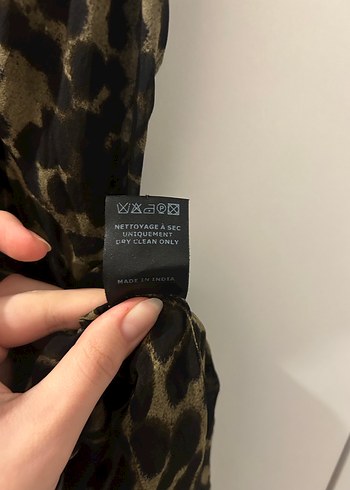 NETTOYAGE À SEC
UNIQUEMENT
DRY CLEAN ONLY
MADE IN INDIA